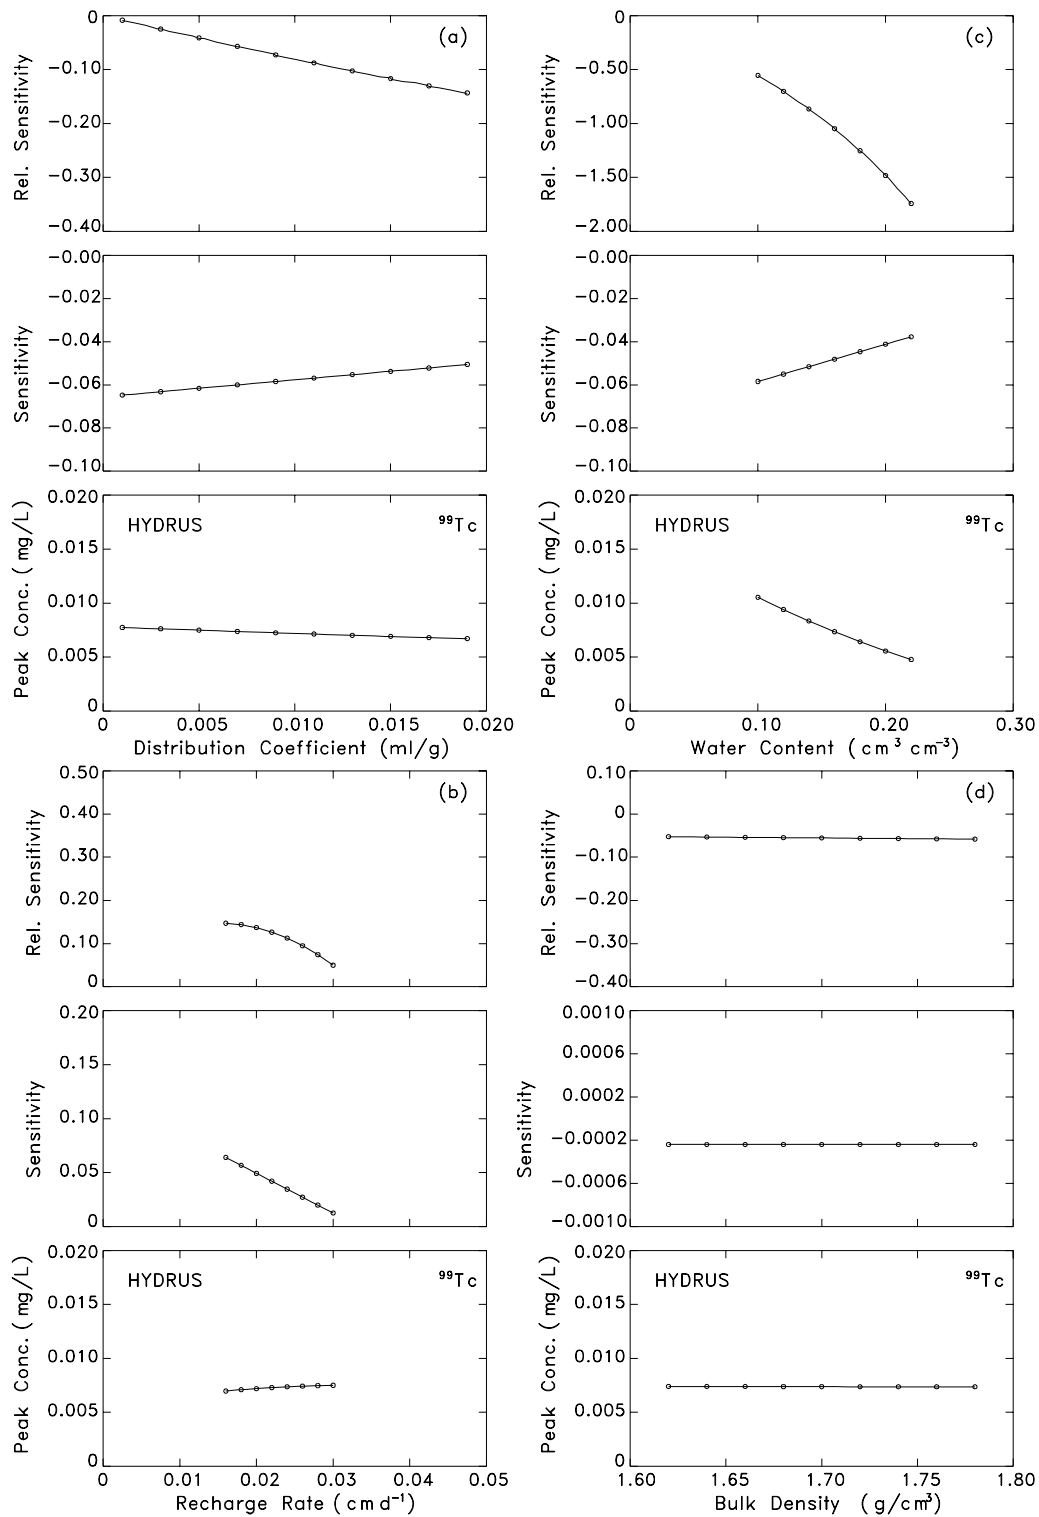 (a)
0
−0.10
−0.20
−0.30
−0.40
Rel. Sensitivity
−0.00
−0.02
−0.04
−0.06
−0.08
−0.10
Sensitivity
HYDRUS
⁹⁹Tc
0.020
0.015
0.010
0.005
0
Peak Conc. (mg/L)
0 0.005 0.010 0.015 0.020
Distribution Coefficient (ml/g)
(c)
0
−0.50
−1.00
−1.50
−2.00
Rel. Sensitivity
−0.00
−0.02
−0.04
−0.06
−0.08
−0.10
Sensitivity
HYDRUS
⁹⁹Tc
0.020
0.015
0.010
0.005
0
Peak Conc. (mg/L)
0 0.10 0.20 0.30
Water Content (cm³ cm⁻³)
(b)
0.50
0.40
0.30
0.20
0.10
0
Rel. Sensitivity
0.20
0.15
0.10
0.05
0
Sensitivity
HYDRUS
⁹⁹Tc
0.020
0.015
0.010
0.005
0
Peak Conc. (mg/L)
0 0.01 0.02 0.03 0.04 0.05
Recharge Rate (cm d⁻¹)
(d)
0.10
0
−0.10
−0.20
−0.30
−0.40
Rel. Sensitivity
0.0010
0.0006
0.0002
−0.0002
−0.0006
−0.0010
Sensitivity
HYDRUS
⁹⁹Tc
0.020
0.015
0.010
0.005
0
Peak Conc. (mg/L)
1.60 1.65 1.70 1.75 1.80
Bulk Density (g/cm³)